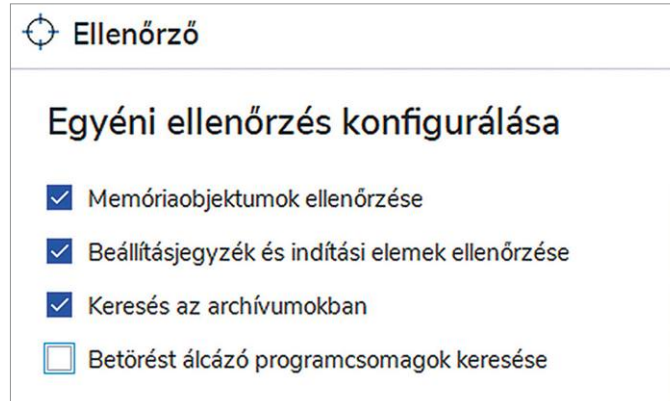 Ellenőrző
Egyéni ellenőrzés konfigurálása
Memóriaobjektumok ellenőrzése
Beállításjegyzék és indítási elemek ellenőrzése
Keresés az archívumokban
Betörést álcázó programcsomagok keresése